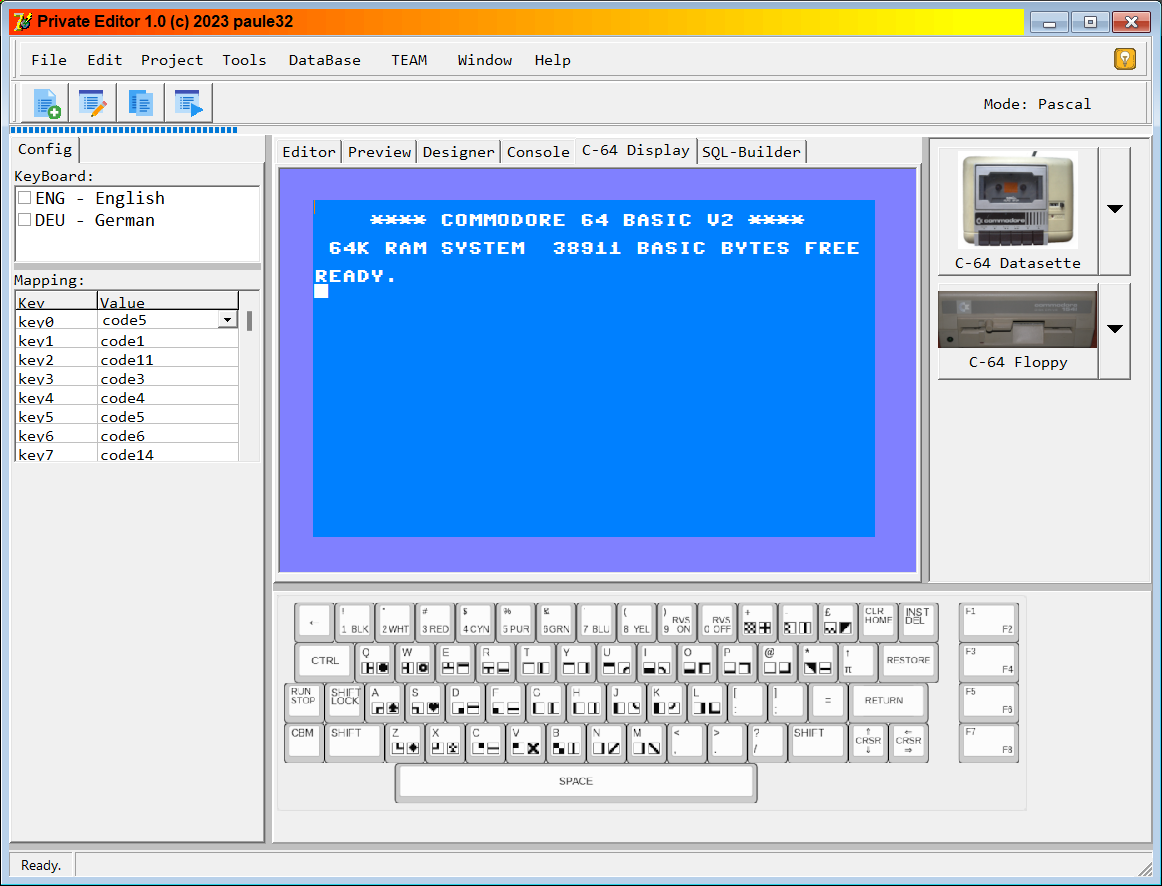 Private Editor 1.0 (c) 2023 paule32
File Edit Project Tools DataBase TEAM Window Help
Mode: Pascal
Config
KeyBoard:
ENG - English
DEU - German
Mapping:
Key Value
key0 code5
key1 code1
key2 code11
key3 code3
key4 code4
key5 code5
key6 code6
key7 code14
Editor Preview Designer Console C-64 Display SQL-Builder
**** COMMODORE 64 BASIC V2 ****
64K RAM SYSTEM 38911 BASIC BYTES FREE
READY.
commodore
C-64 Datasette
C-64 Floppy
← ! 1 BLK " 2 WHT # 3 RED $ 4 CYN % 5 PUR & 6 GRN ' 7 BLU ( 8 YEL ) 9 RVS ON 0 RVS OFF + - £ CLR HOME INST DEL F1 F2
CTRL Q W E R T Y U I O P @ * ↑ π RESTORE F3 F4
RUN STOP SHIFT LOCK A S D F G H J K L [ : ] ; = RETURN F5 F6
CBM SHIFT Z X C V B N M < , > . ? / SHIFT ↑ CRSR ↓ ← CRSR → F7 F8
SPACE
Ready.